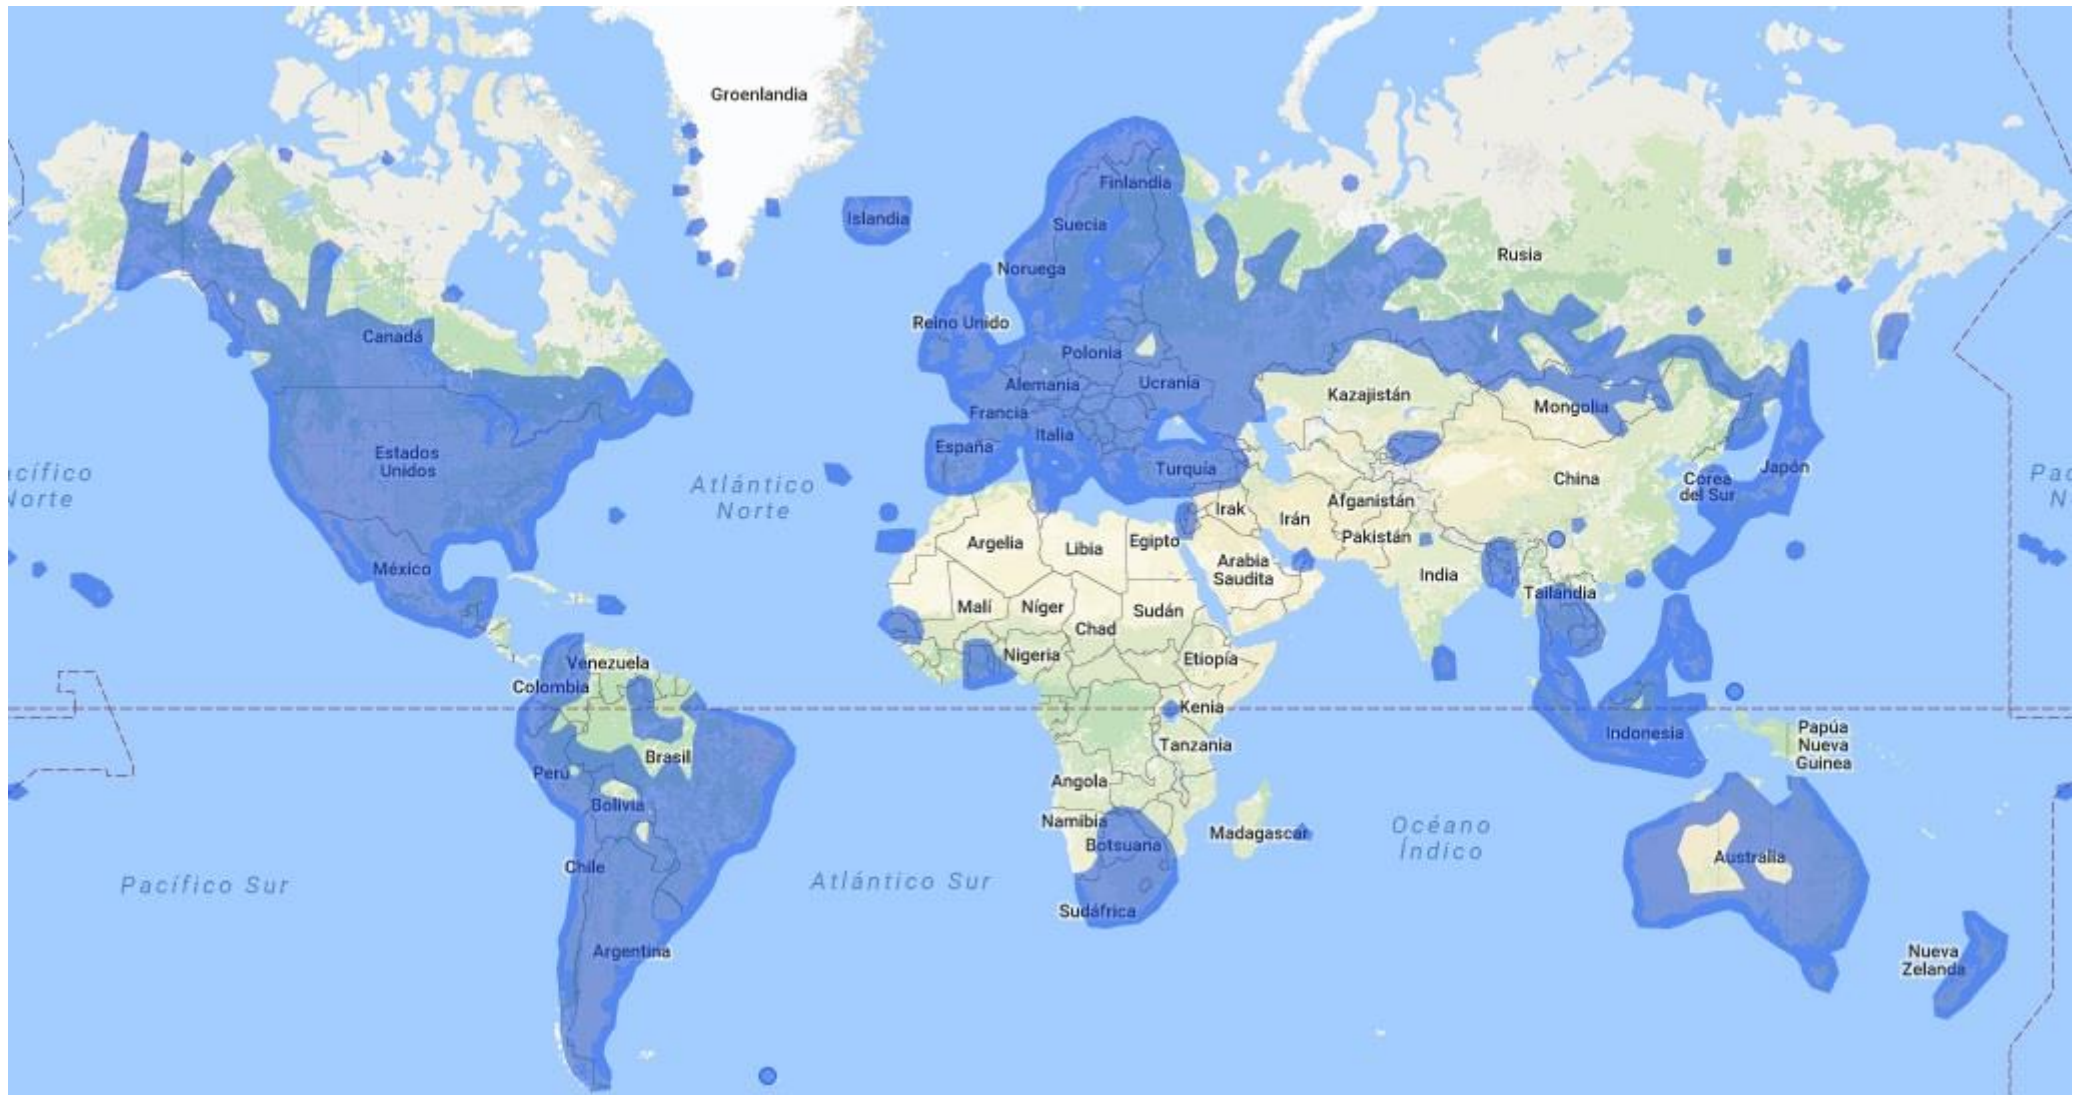 Groenlandia
Islandia
Finlandia
Suecia
Noruega
Rusia
Reino Unido
Canadá
Polonia
Alemania
Ucrania
Kazajistán
Francia
Mongolia
Italia
España
Turquía
Estados
Unidos
China
Japón
Corea
del Sur
acífico
Norte
Atlántico
Norte
Pac
N
Irak
Irán
Afganistán
Pakistán
Argelia
Libia
Egipto
Arabia
Saudita
India
México
Tailandia
Malí
Níger
Sudán
Chad
Nigeria
Etiopía
Venezuela
Colombia
Kenia
Indonesia
Papúa
Nueva
Guinea
Tanzania
Brasil
Perú
Angola
Bolivia
Namibia
Madagascar
Océano
Índico
Botsuana
Australia
Chile
Pacífico Sur
Atlántico Sur
Sudáfrica
Argentina
Nueva
Zelanda